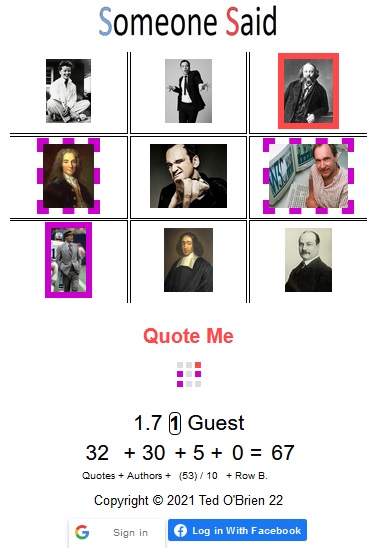 Someone Said
Quote Me
1.7 1 Guest
32 + 30 + 5 + 0 = 67
Quotes + Authors + (53) / 10 + Row B.
Copyright © 2021 Ted O'Brien 22
Sign in
Log in With Facebook